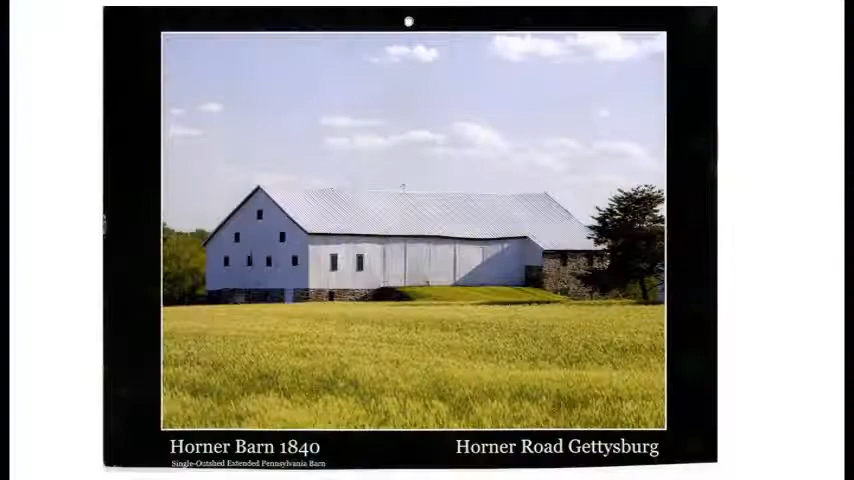 Horner Barn 1840
Horner Road Gettysburg
Single-Outshed Extended Pennsylvania Barn